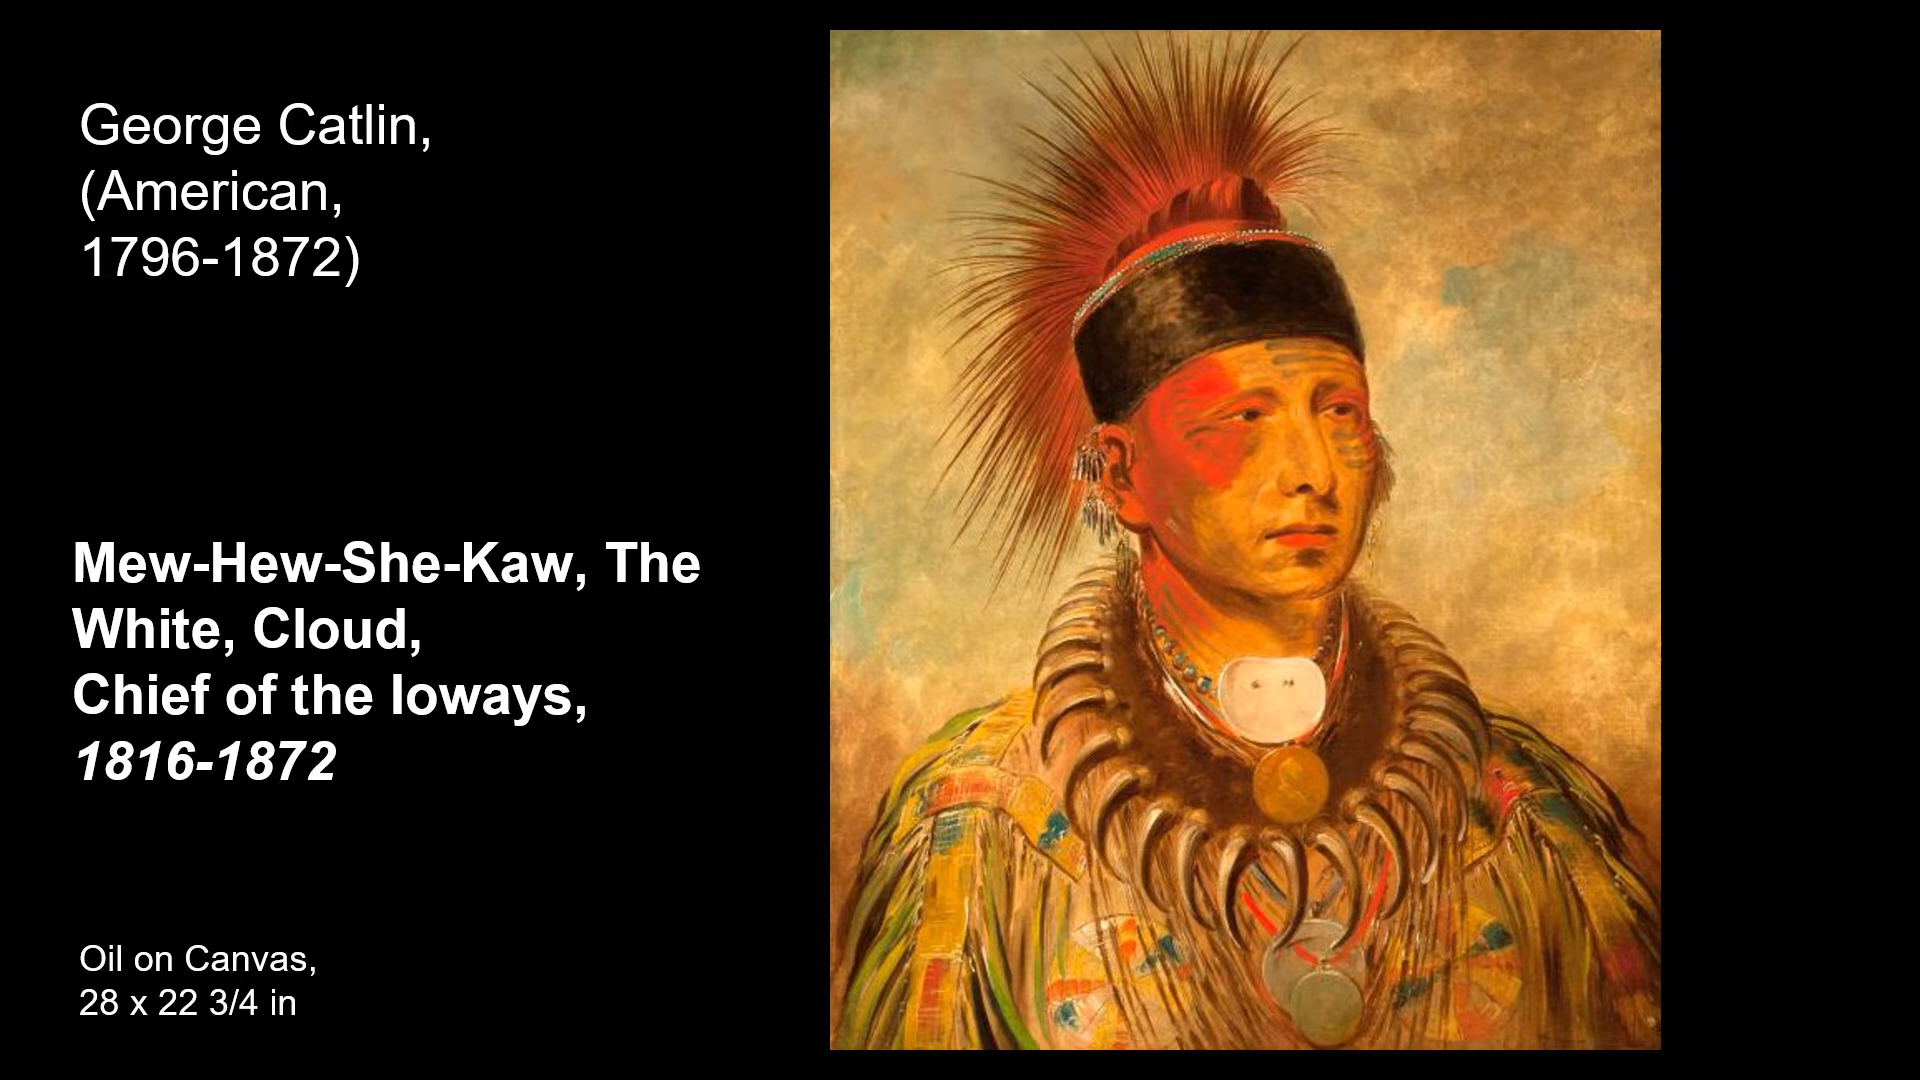 George Catlin,
(American,
1796-1872)
Mew-Hew-She-Kaw, The
White, Cloud,
Chief of the Ioways,
1816-1872
Oil on Canvas,
28 x 22 3/4 in